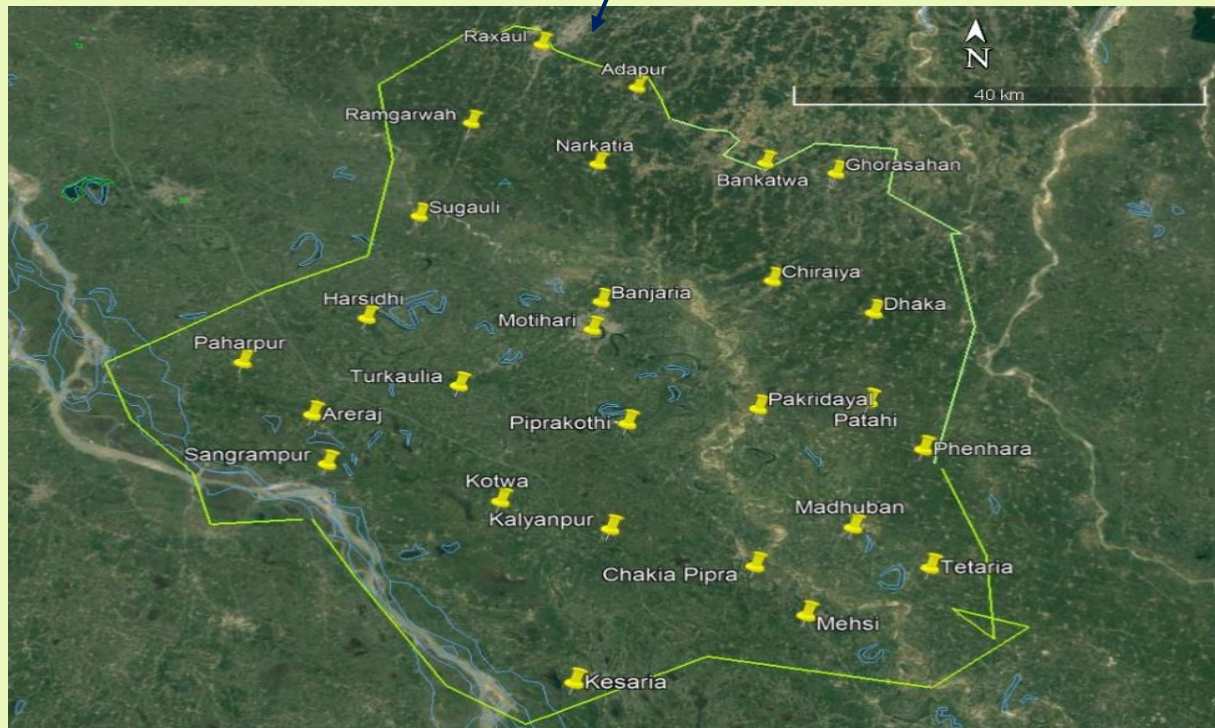 Raxaul
N
Adapur
40 km
Ramgarwah
Narkatia
Bankatwa
Ghorasahan
Sugauli
Chiraiya
Harsidhi
Banjaria
Dhaka
Motihari
Paharpur
Turkaulia
Areraj
Pakridayal
Piprakothi
Patahi
Phenhara
Sangrampur
Kotwa
Madhuban
Kalyanpur
Chakia Pipra
Tetaria
Mehsi
Kesaria